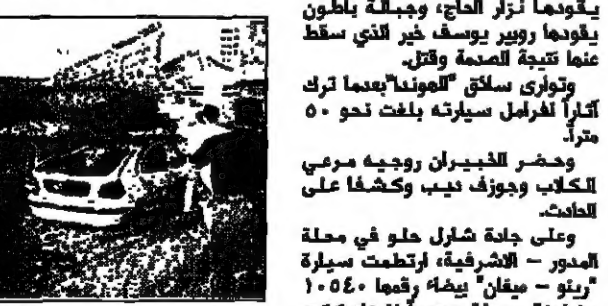 يقودها نزار الحاج، وجبالة باطون
يقودها روبير يوسف خير الذي سقط
عنها نتيجة الصدمة وقتل.
وتوارى سائق "الهوندا" بعدما ترك
آثاراً لفرامل سيارته بلغت نحو ٥٠
متراً.
وحضر الخبيران روجيه مرعي
الكلاب وجوزف ديب وكشفا على
الحادث.
وعلى جادة شارل حلو في محلة
المدور - الاشرفية، ارتطمت سيارة
"رينو - ميغان" بيضاء رقمها ١٠٥٤٠